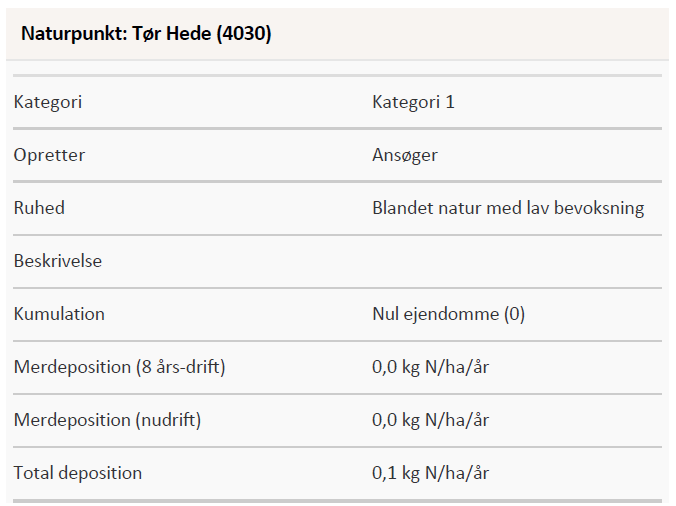 Naturpunkt: Tør Hede (4030)
Kategori Kategori 1
Opretter Ansøger
Ruhed Blandet natur med lav bevoksning
Beskrivelse
Kumulation Nul ejendomme (0)
Merdeposition (8 års-drift) 0,0 kg N/ha/år
Merdeposition (nudrift) 0,0 kg N/ha/år
Total deposition 0,1 kg N/ha/år